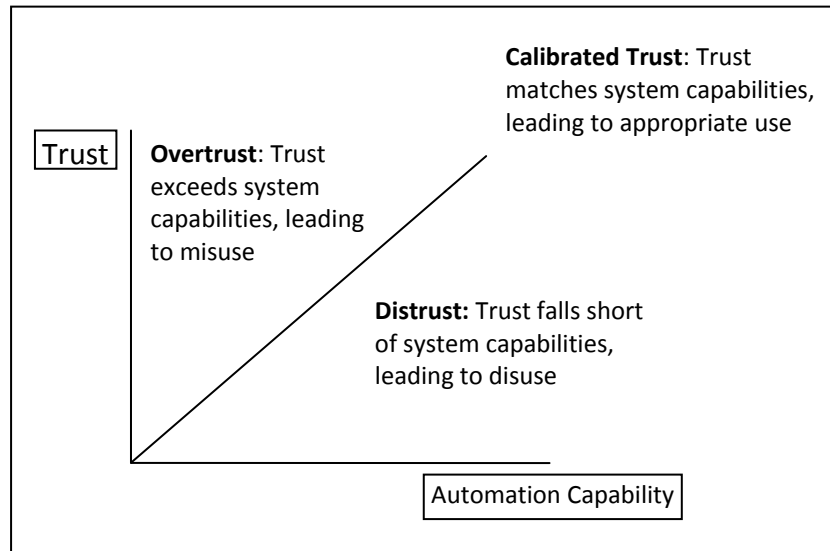 Calibrated Trust: Trust
matches system capabilities,
leading to appropriate use
Trust
Overtrust: Trust
exceeds system
capabilities, leading
to misuse
Distrust: Trust falls short
of system capabilities,
leading to disuse
Automation Capability